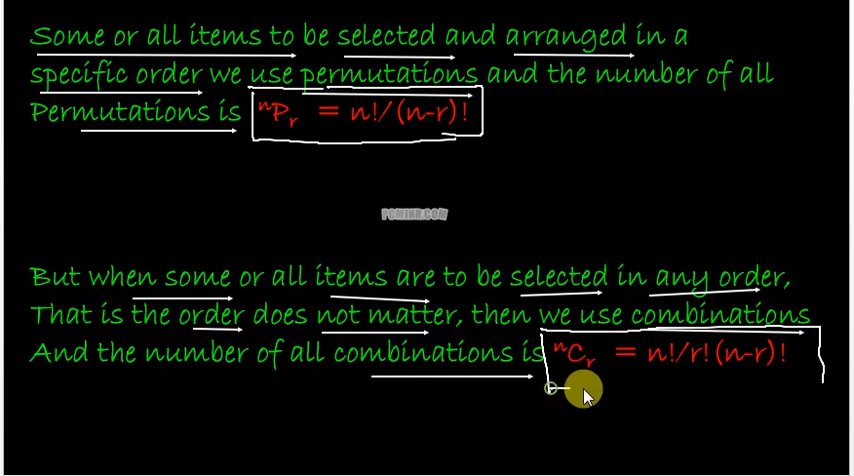 Some or all items to be selected and arranged in a
specific order we use permutations and the number of all
Permutations is ⁿPᵣ = n!/(n-r)!
PCMIHR.COM
But when some or all items are to be selected in any order,
That is the order does not matter, then we use combinations
And the number of all combinations is ⁿCᵣ = n!/r!(n-r)!